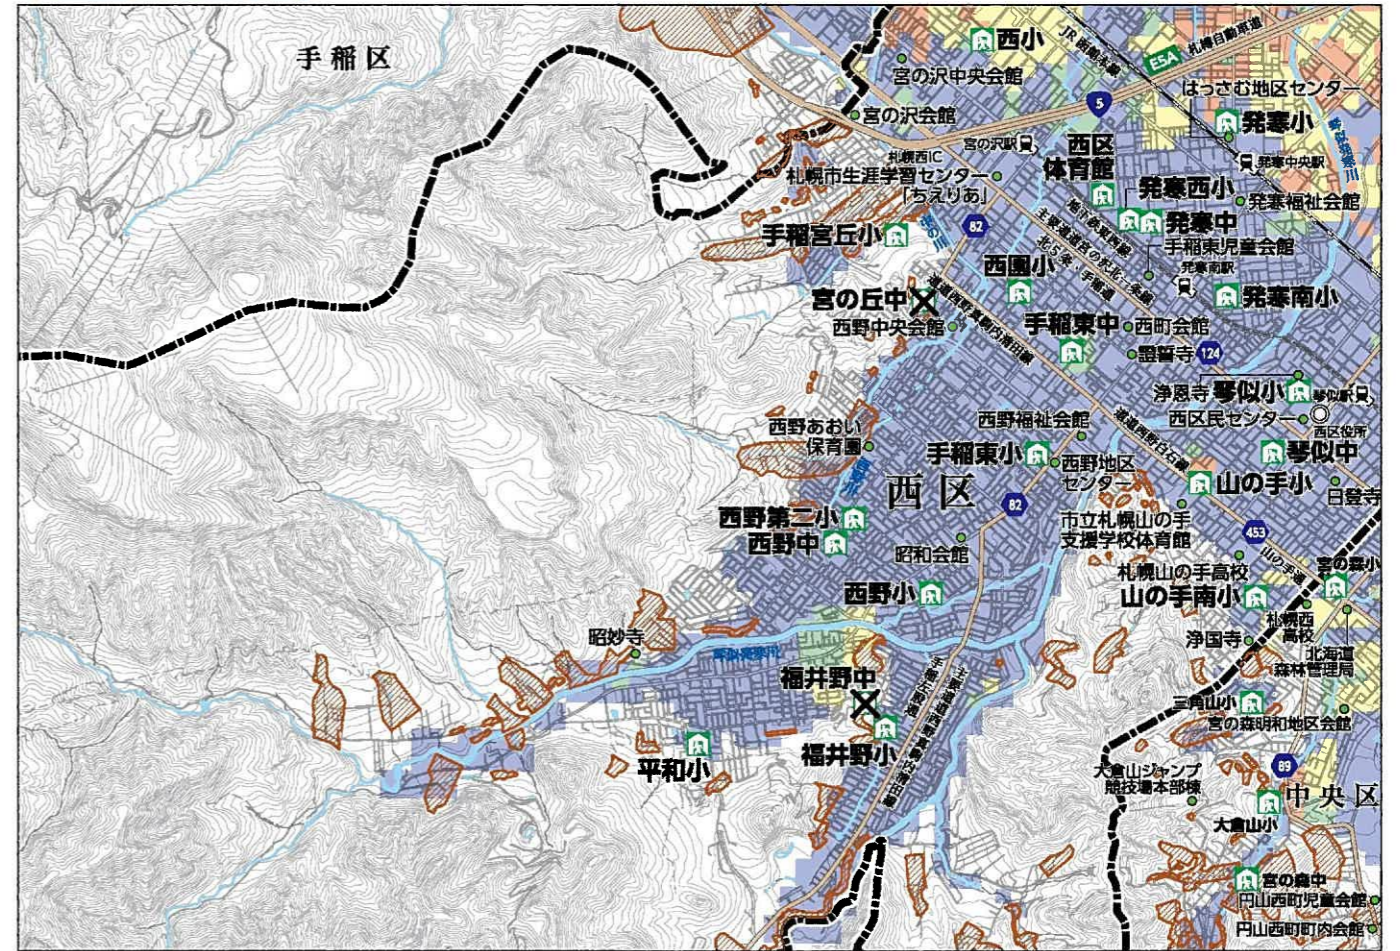 手稲区
西小
宮の沢中央会館
JR函館本線
E5A
札樽自動車道
はっさむ地区センター
5
発寒小
宮の沢会館
宮の沢駅
西区
体育館
札幌西IC
発寒中央駅
札幌市生涯学習センター
「ちえりあ」
発寒西小
発寒福祉会館
発寒中
手稲宮丘小
82
手稲東児童会館
西園小
発寒南駅
宮の丘中
発寒南小
西野中央会館
手稲東中
西町会館
證誓寺
124
浄恩寺
琴似小
琴似駅
西野福祉会館
西区民センター
西区役所
西野あおい
保育園
手稲東小
西野地区
センター
道道西野白石線
琴似中
西野川
西区
山の手小
日登寺
82
西野第二小
西野中
市立札幌山の手
支援学校体育館
453
昭和会館
山の手通
宮の森小
札幌山の手高校
西野小
山の手南小
昭妙寺
札幌西
高校
浄国寺
北海道
森林管理局
福井野中
三角山小
宮の森明和地区会館
福井野小
平和小
大倉山ジャンプ
競技場本部棟
89
中央区
大倉山小
宮の森中
円山西町児童会館
円山西町町内会館